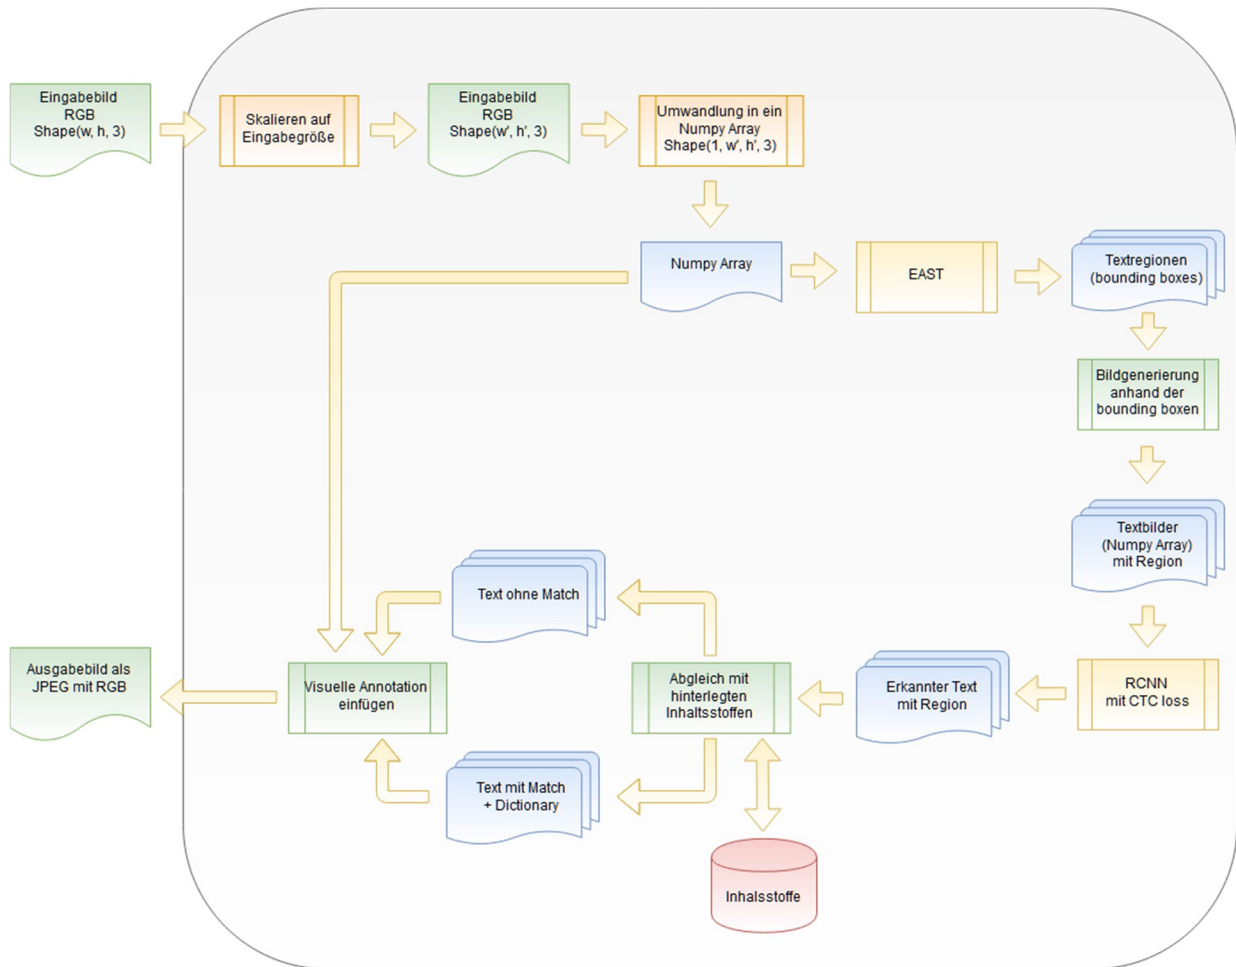 Eingabebild
RGB
Shape(w, h, 3)
Skalieren auf
Eingabegröße
Eingabebild
RGB
Shape(w', h', 3)
Umwandlung in ein
Numpy Array
Shape(1, w', h', 3)
Numpy Array
EAST
Textregionen
(bounding boxes)
Bildgenerierung
anhand der
bounding boxen
Textbilder
(Numpy Array)
mit Region
RCNN
mit CTC loss
Erkannter Text
mit Region
Abgleich mit
hinterlegten
Inhaltsstoffen
Inhalsstoffe
Text ohne Match
Text mit Match
+ Dictionary
Visuelle Annotation
einfügen
Ausgabebild als
JPEG mit RGB